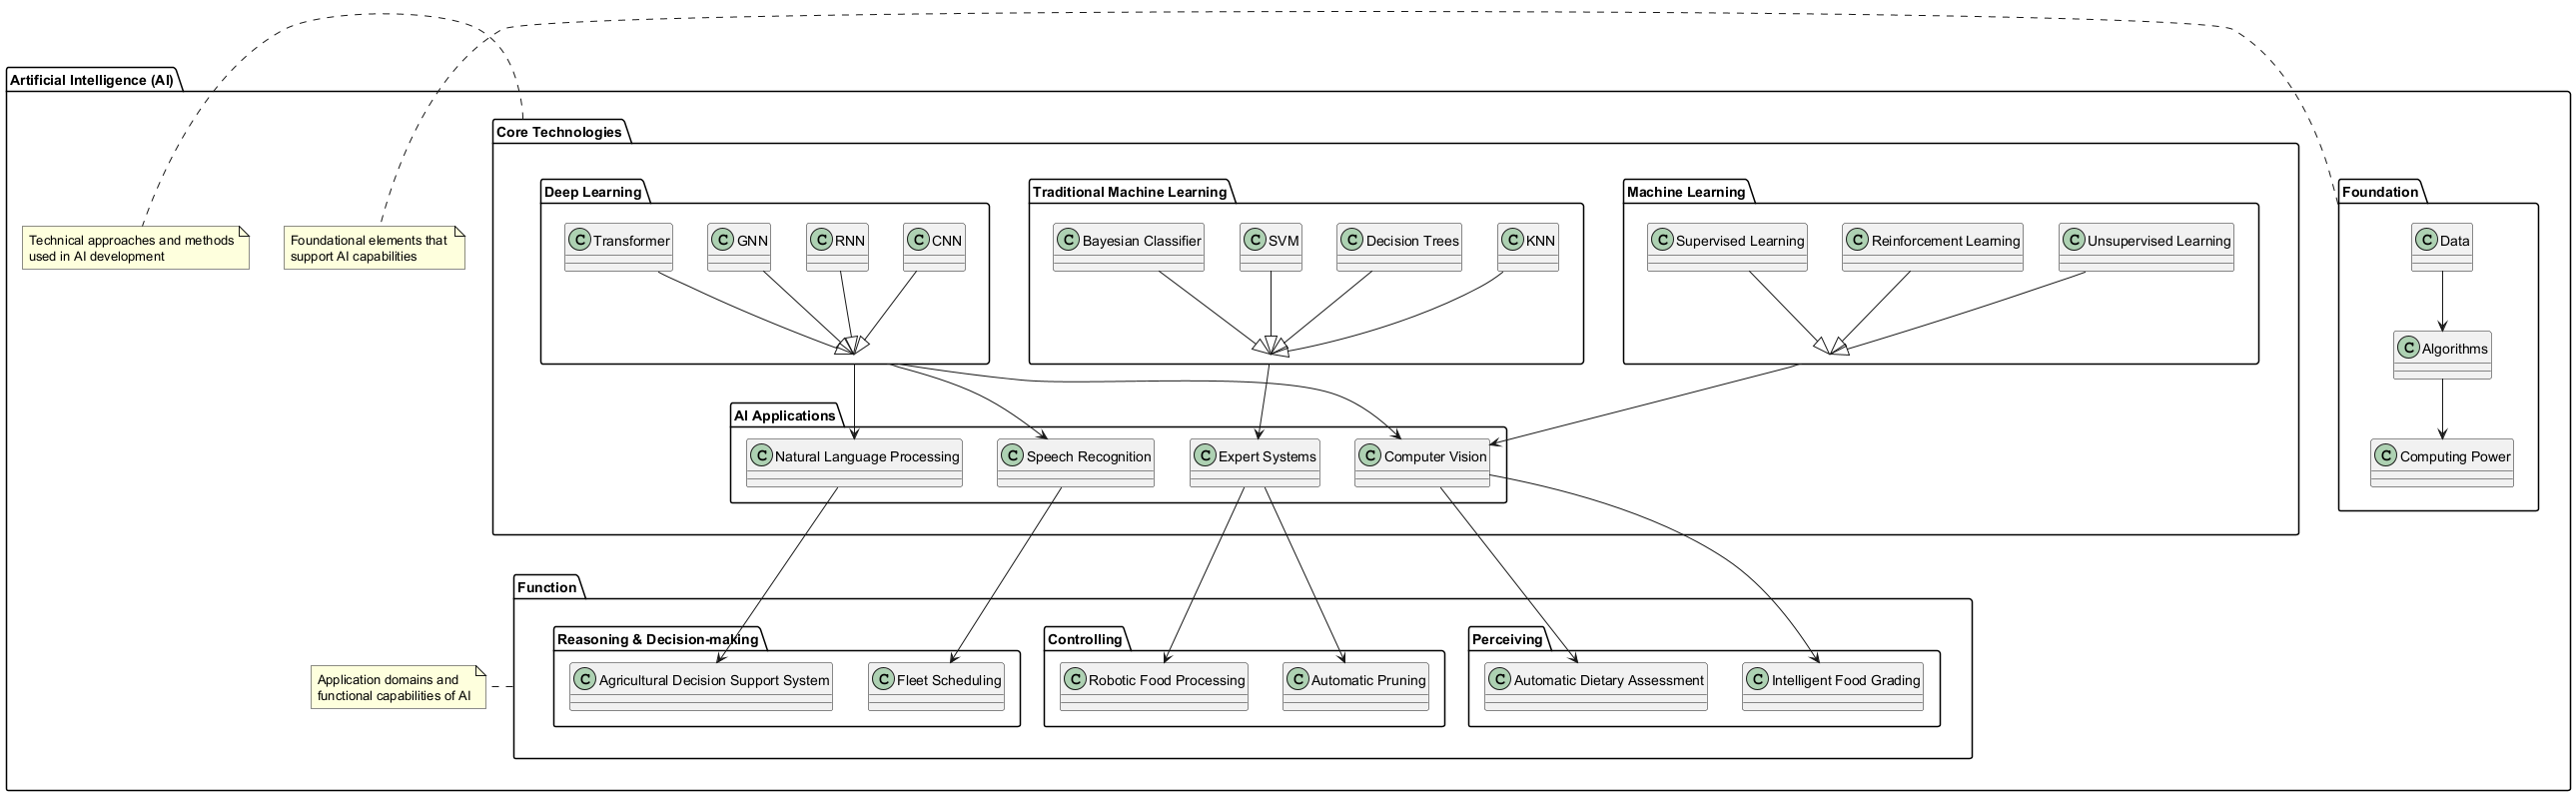 Artificial Intelligence (AI)
Core Technologies
Deep Learning
Traditional Machine Learning
Machine Learning
Foundation
Technical approaches and methods
used in AI development
Foundational elements that
support AI capabilities
C Transformer
C GNN
C RNN
C CNN
C Bayesian Classifier
C SVM
C Decision Trees
C KNN
C Supervised Learning
C Reinforcement Learning
C Unsupervised Learning
C Data
C Algorithms
C Computing Power
AI Applications
C Natural Language Processing
C Speech Recognition
C Expert Systems
C Computer Vision
Function
Reasoning & Decision-making
Controlling
Perceiving
Application domains and
functional capabilities of AI
C Agricultural Decision Support System
C Fleet Scheduling
C Robotic Food Processing
C Automatic Pruning
C Automatic Dietary Assessment
C Intelligent Food Grading